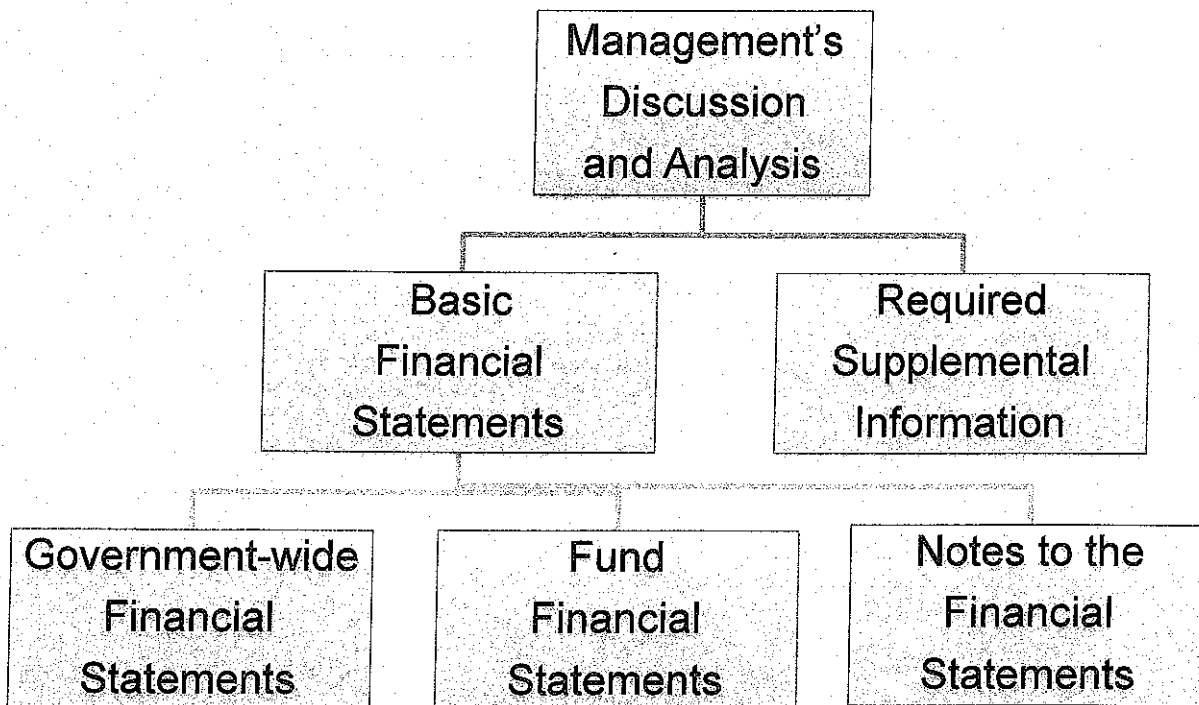 Management's
Discussion
and Analysis
Basic
Financial
Statements
Required
Supplemental
Information
Government-wide
Financial
Statements
Fund
Financial
Statements
Notes to the
Financial
Statements